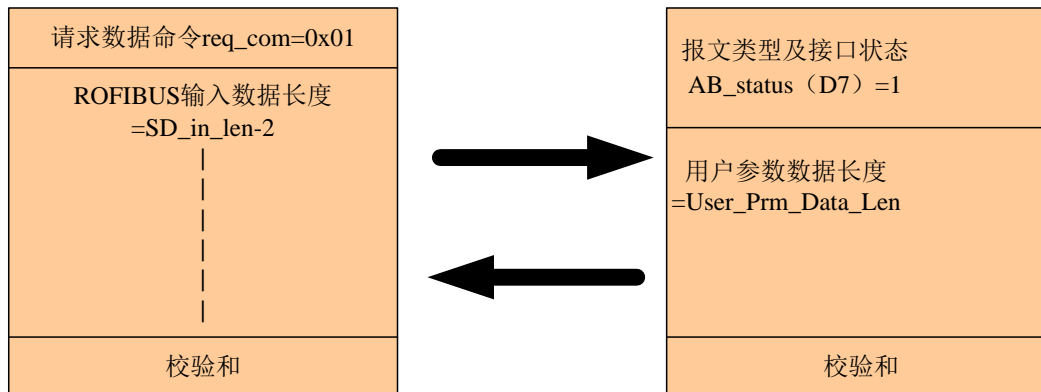 请求数据命令req_com=0x01
ROFIBUS输入数据长度
=SD_in_len-2
校验和
报文类型及接口状态
AB_status（D7）=1
用户参数数据长度
=User_Prm_Data_Len
校验和